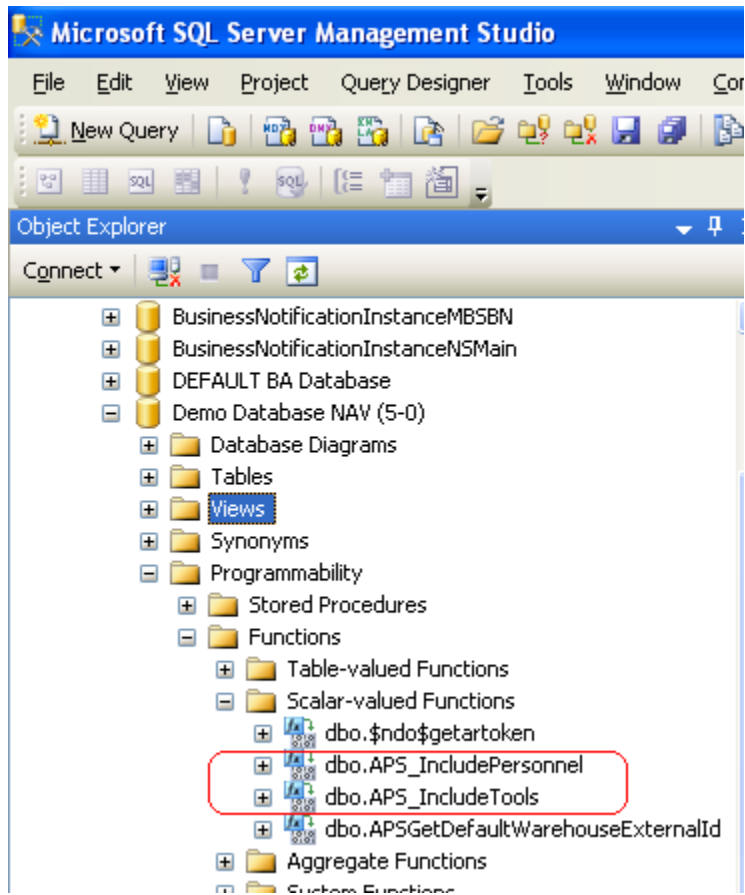 Microsoft SQL Server Management Studio
File Edit View Project Query Designer Tools Window
New Query
Object Explorer
Connect
BusinessNotificationInstanceMBSBN
BusinessNotificationInstanceNSMain
DEFAULT BA Database
Demo Database NAV (5-0)
Database Diagrams
Tables
Views
Synonyms
Programmability
Stored Procedures
Functions
Table-valued Functions
Scalar-valued Functions
dbo.$ndo$getartoken
dbo.APS_IncludePersonnel
dbo.APS_IncludeTools
dbo.APSGetDefaultWarehouseExternalId
Aggregate Functions
System Functions